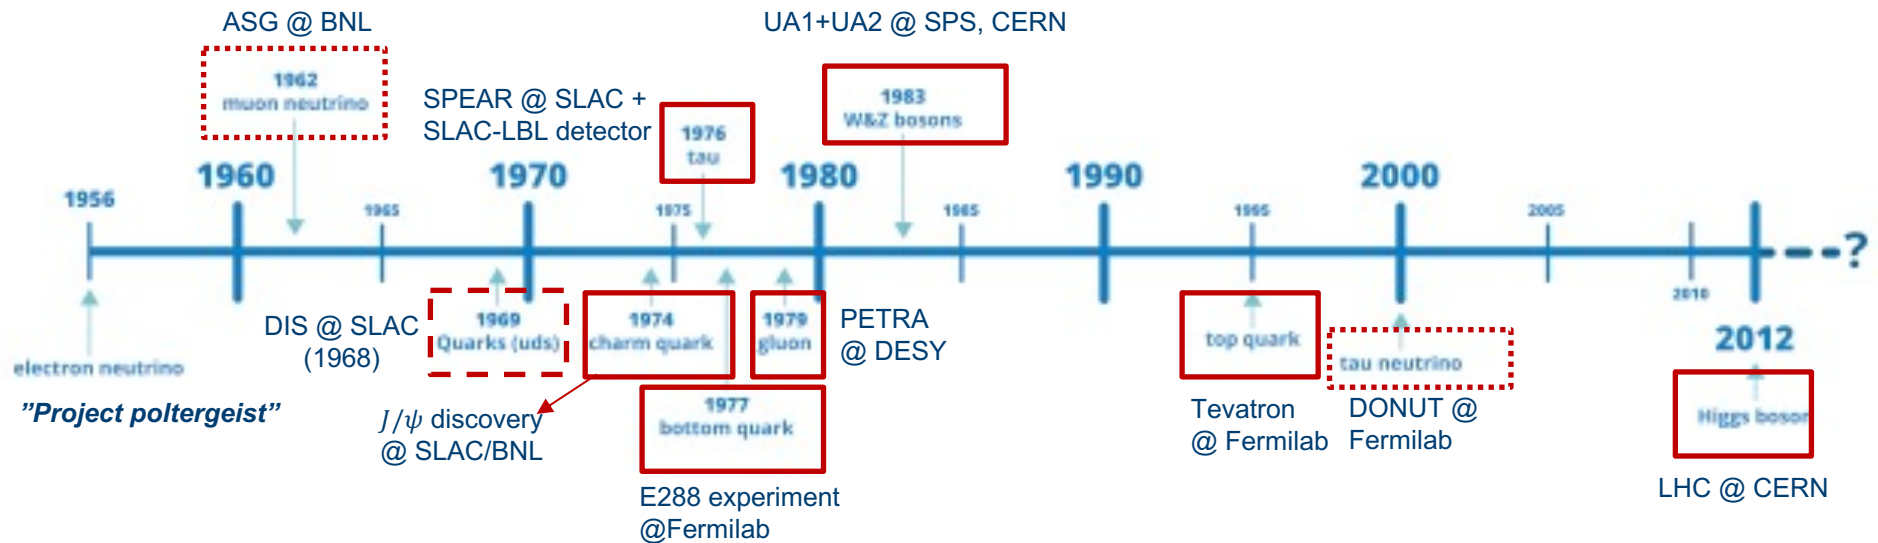 ASG @ BNL
UA1+UA2 @ SPS, CERN
1962
muon neutrino
SPEAR @ SLAC +
SLAC-LBL detector
1976
tau
1983
W&Z bosons
1956
1960
1965
1970
1975
1980
1985
1990
1995
2000
2005
2010
2012
?
electron neutrino
"Project poltergeist"
DIS @ SLAC
(1968)
1969
Quarks (uds)
1974
charm quark
1979
gluon
PETRA
@ DESY
J/ψ discovery
@ SLAC/BNL
1977
bottom quark
E288 experiment
@Fermilab
top quark
Tevatron
@ Fermilab
tau neutrino
DONUT @
Fermilab
Higgs boson
LHC @ CERN